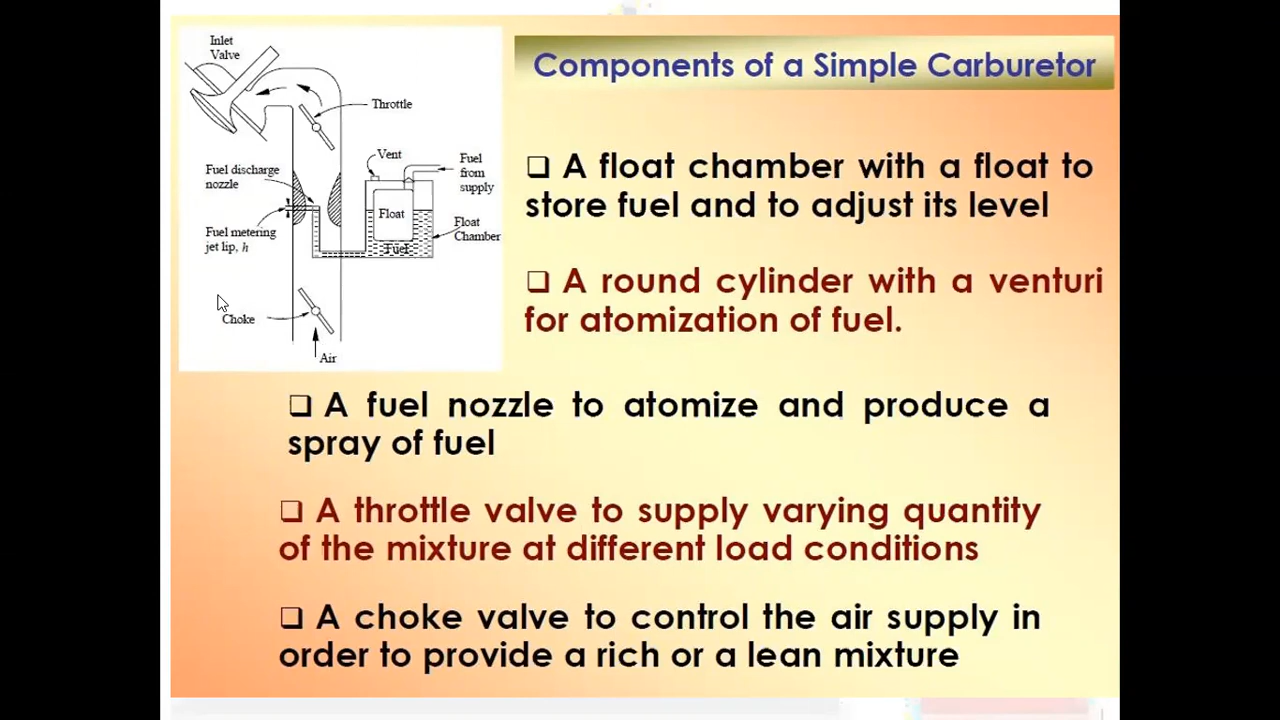 Components of a Simple Carburetor
Inlet
Valve
Throttle
Vent
Fuel
from
supply
Fuel discharge
nozzle
Float
Float
Chamber
Fuel metering
jet lip, h
Fuel
Choke
Air
❑ A float chamber with a float to
store fuel and to adjust its level
❑ A round cylinder with a venturi
for atomization of fuel.
❑ A fuel nozzle to atomize and produce a
spray of fuel
❑ A throttle valve to supply varying quantity
of the mixture at different load conditions
❑ A choke valve to control the air supply in
order to provide a rich or a lean mixture